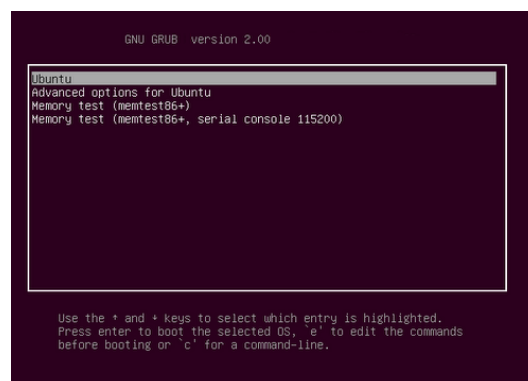 GNU GRUB  version 2.00
Ubuntu
Advanced options for Ubuntu
Memory test (memtest86+)
Memory test (memtest86+, serial console 115200)
Use the ↑ and ↓ keys to select which entry is highlighted.
Press enter to boot the selected OS, `e' to edit the commands
before booting or `c' for a command-line.